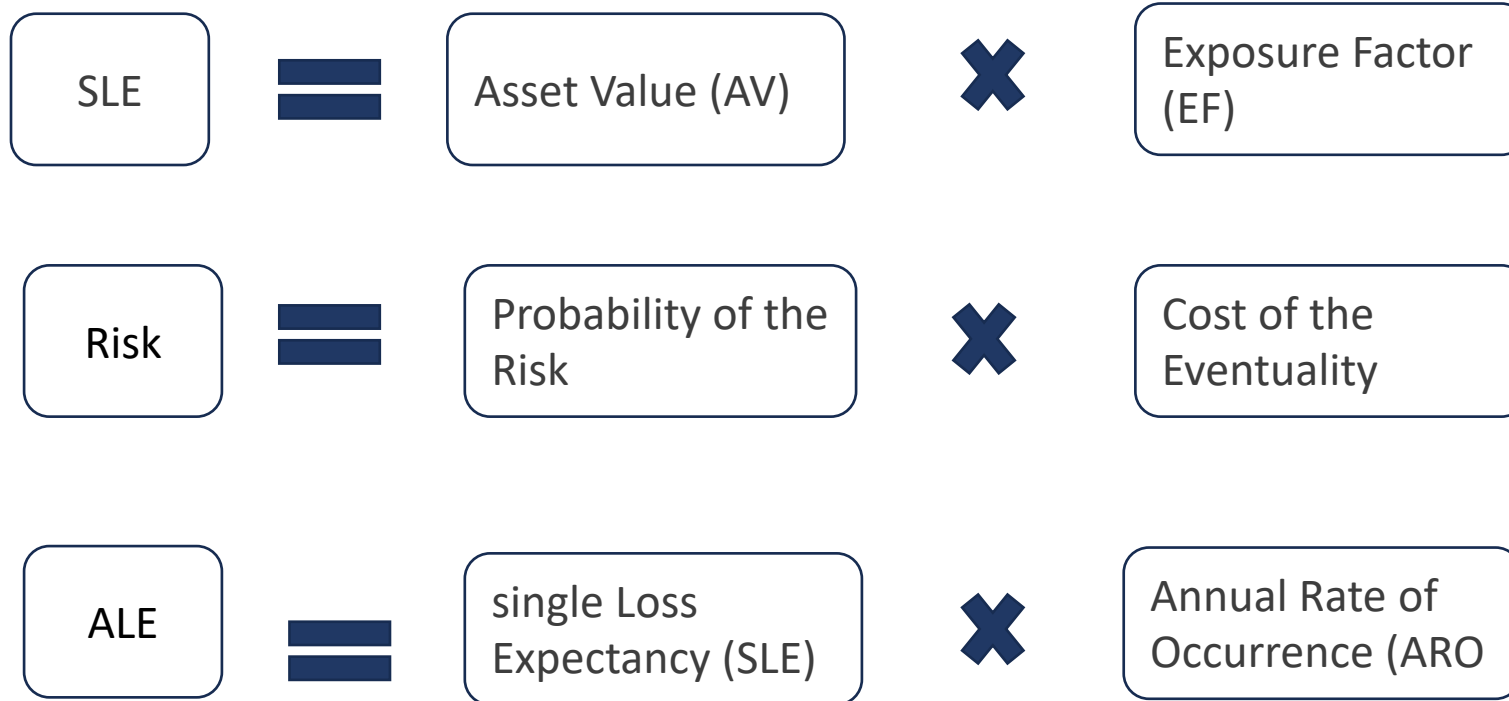 SLE
Asset Value (AV)
Exposure Factor
(EF)
Risk
Probability of the
Risk
Cost of the
Eventuality
ALE
single Loss
Expectancy (SLE)
Annual Rate of
Occurrence (ARO